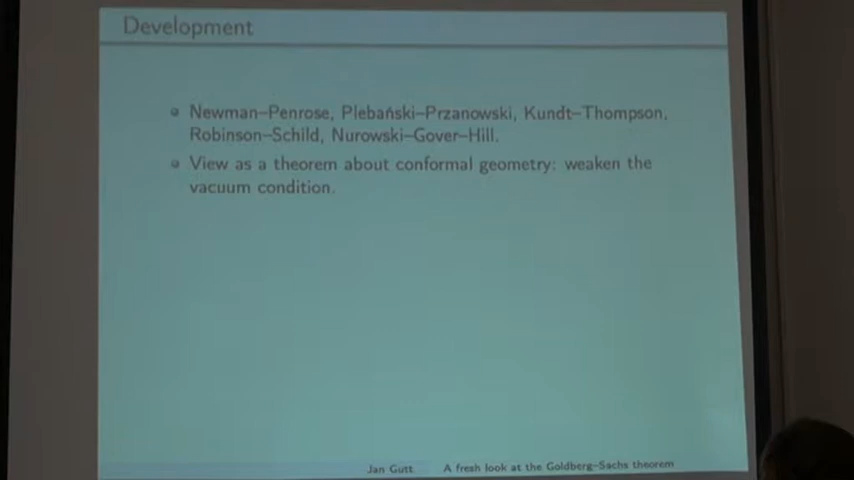 Development
Newman–Penrose, Plebański–Przanowski, Kundt–Thompson,
Robinson–Schild, Nurowski–Gover–Hill.
View as a theorem about conformal geometry: weaken the
vacuum condition.
Jan Gutt A fresh look at the Goldberg–Sachs theorem